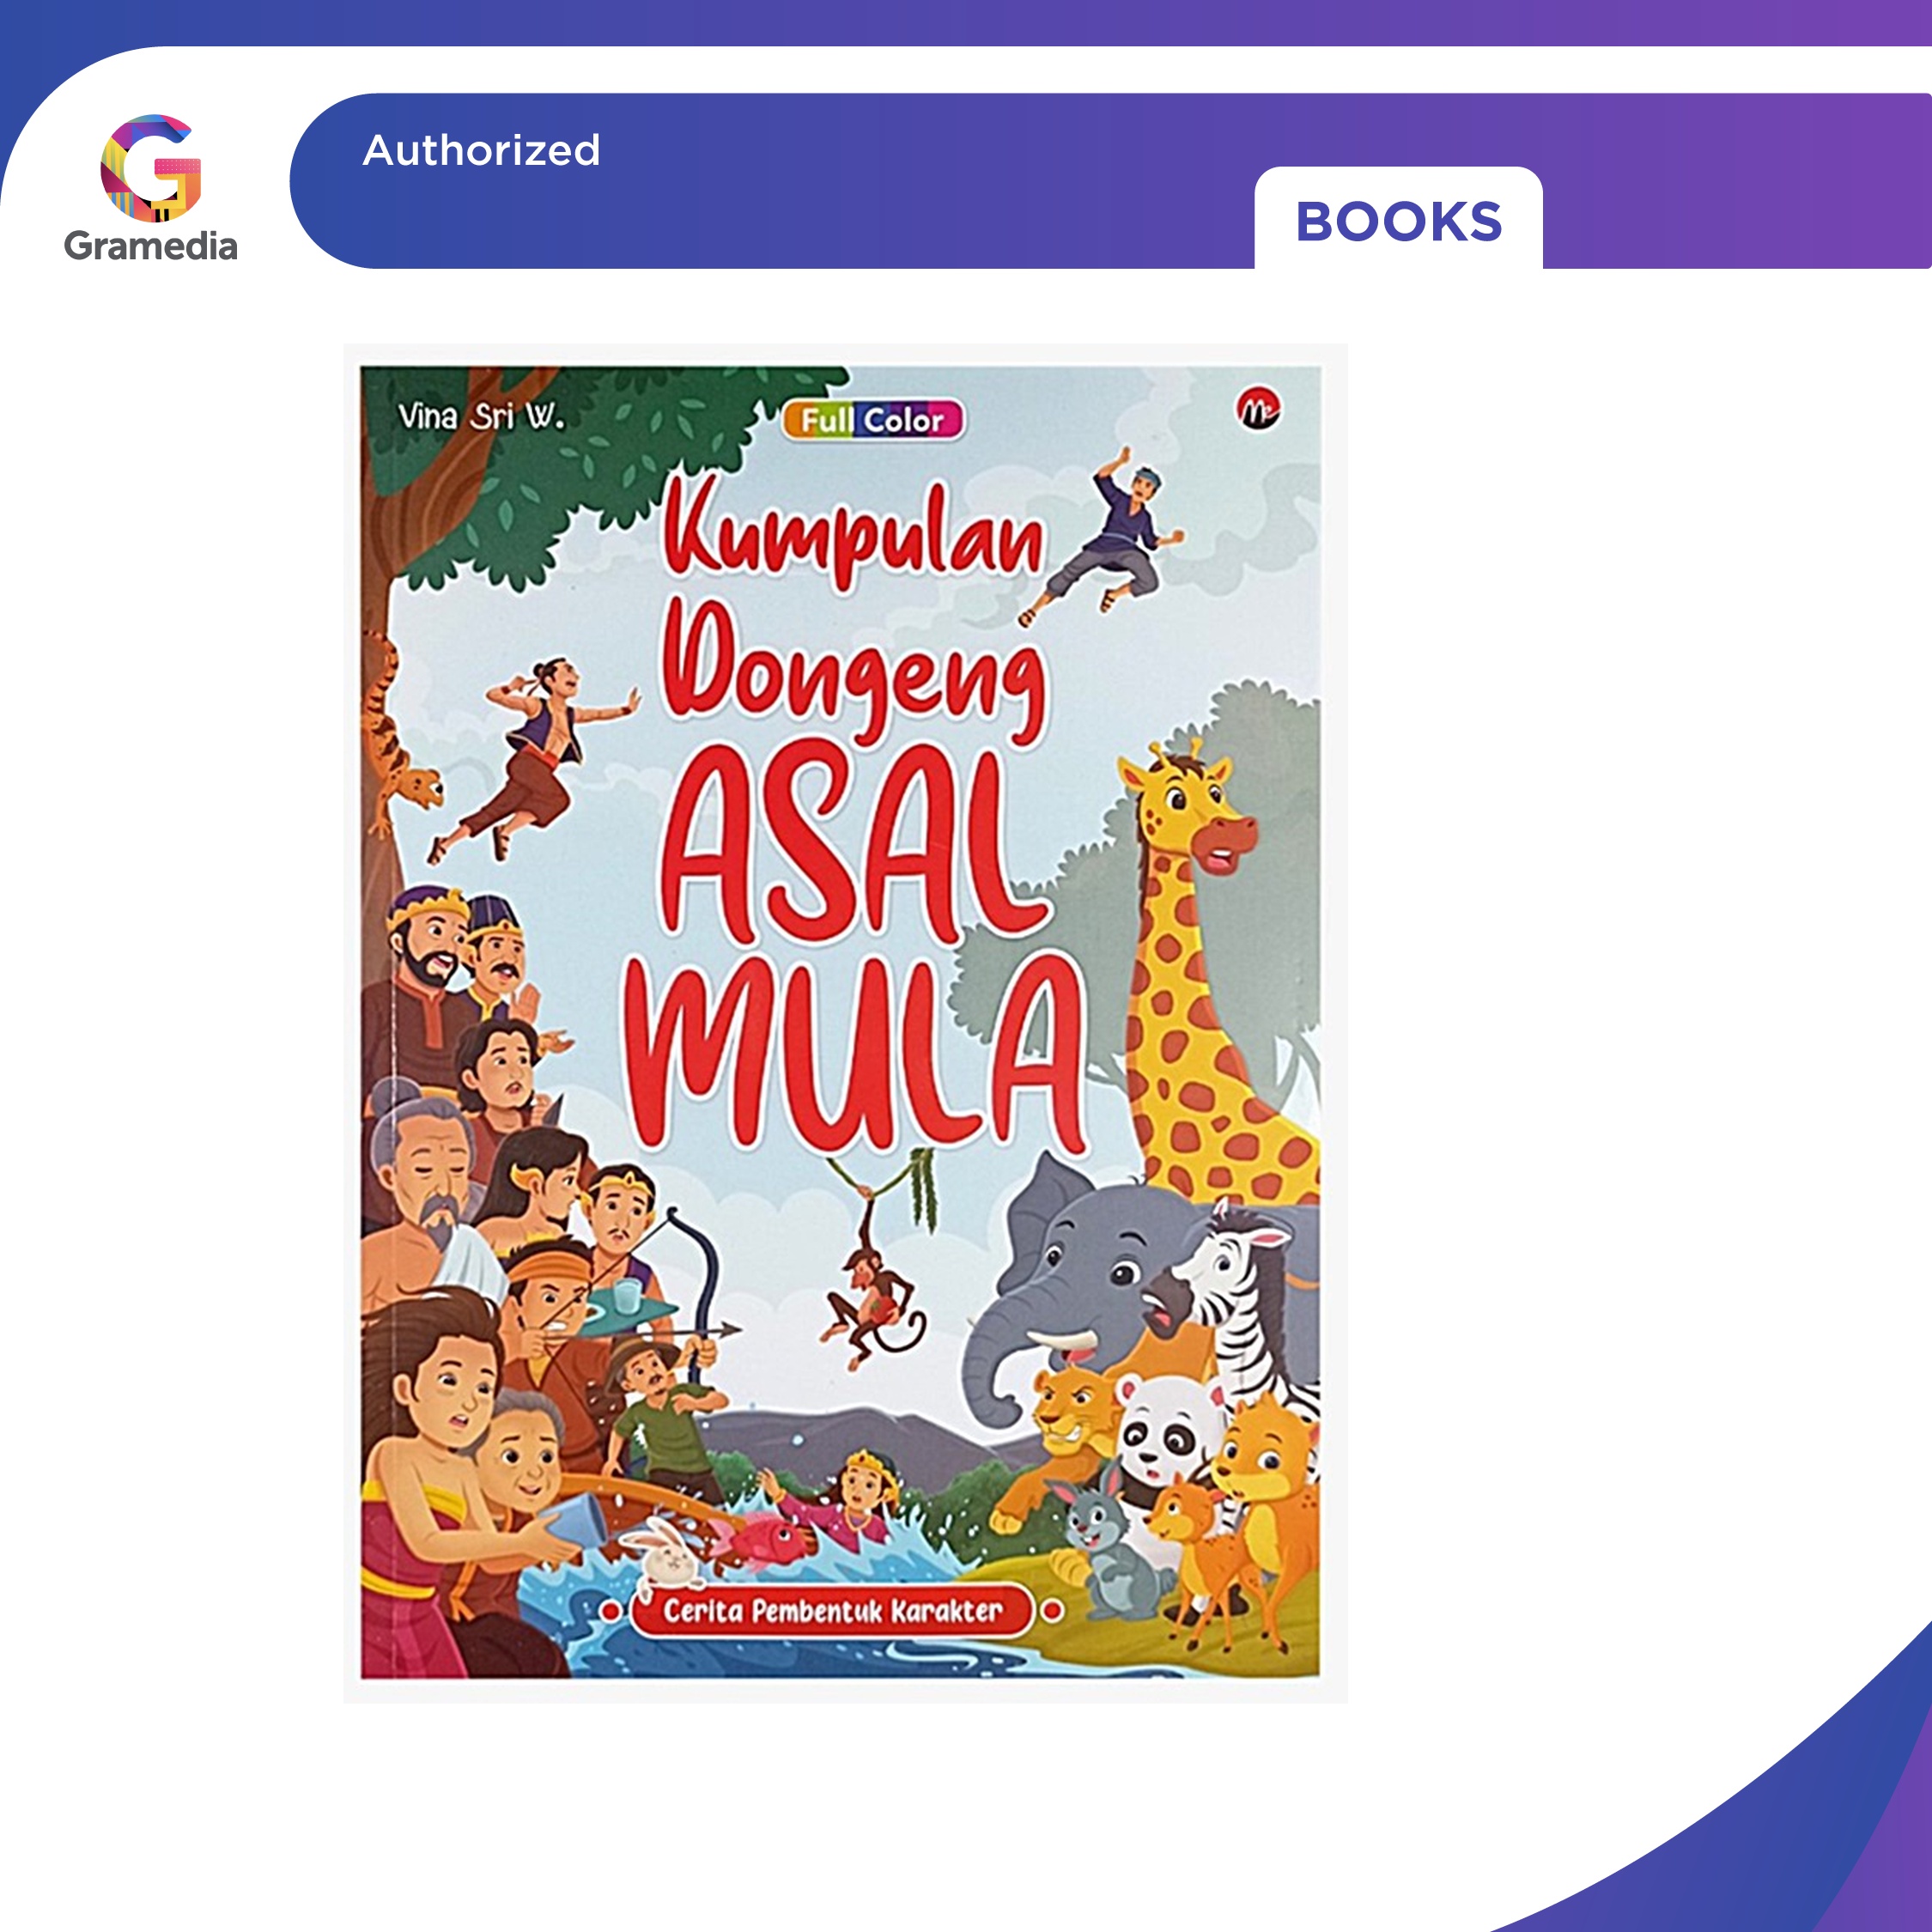 Gramedia
Authorized
BOOKS
Vina Sri W.
Full Color
Kumpulan
Dongeng
ASAL
MULA
Cerita Pembentuk Karakter